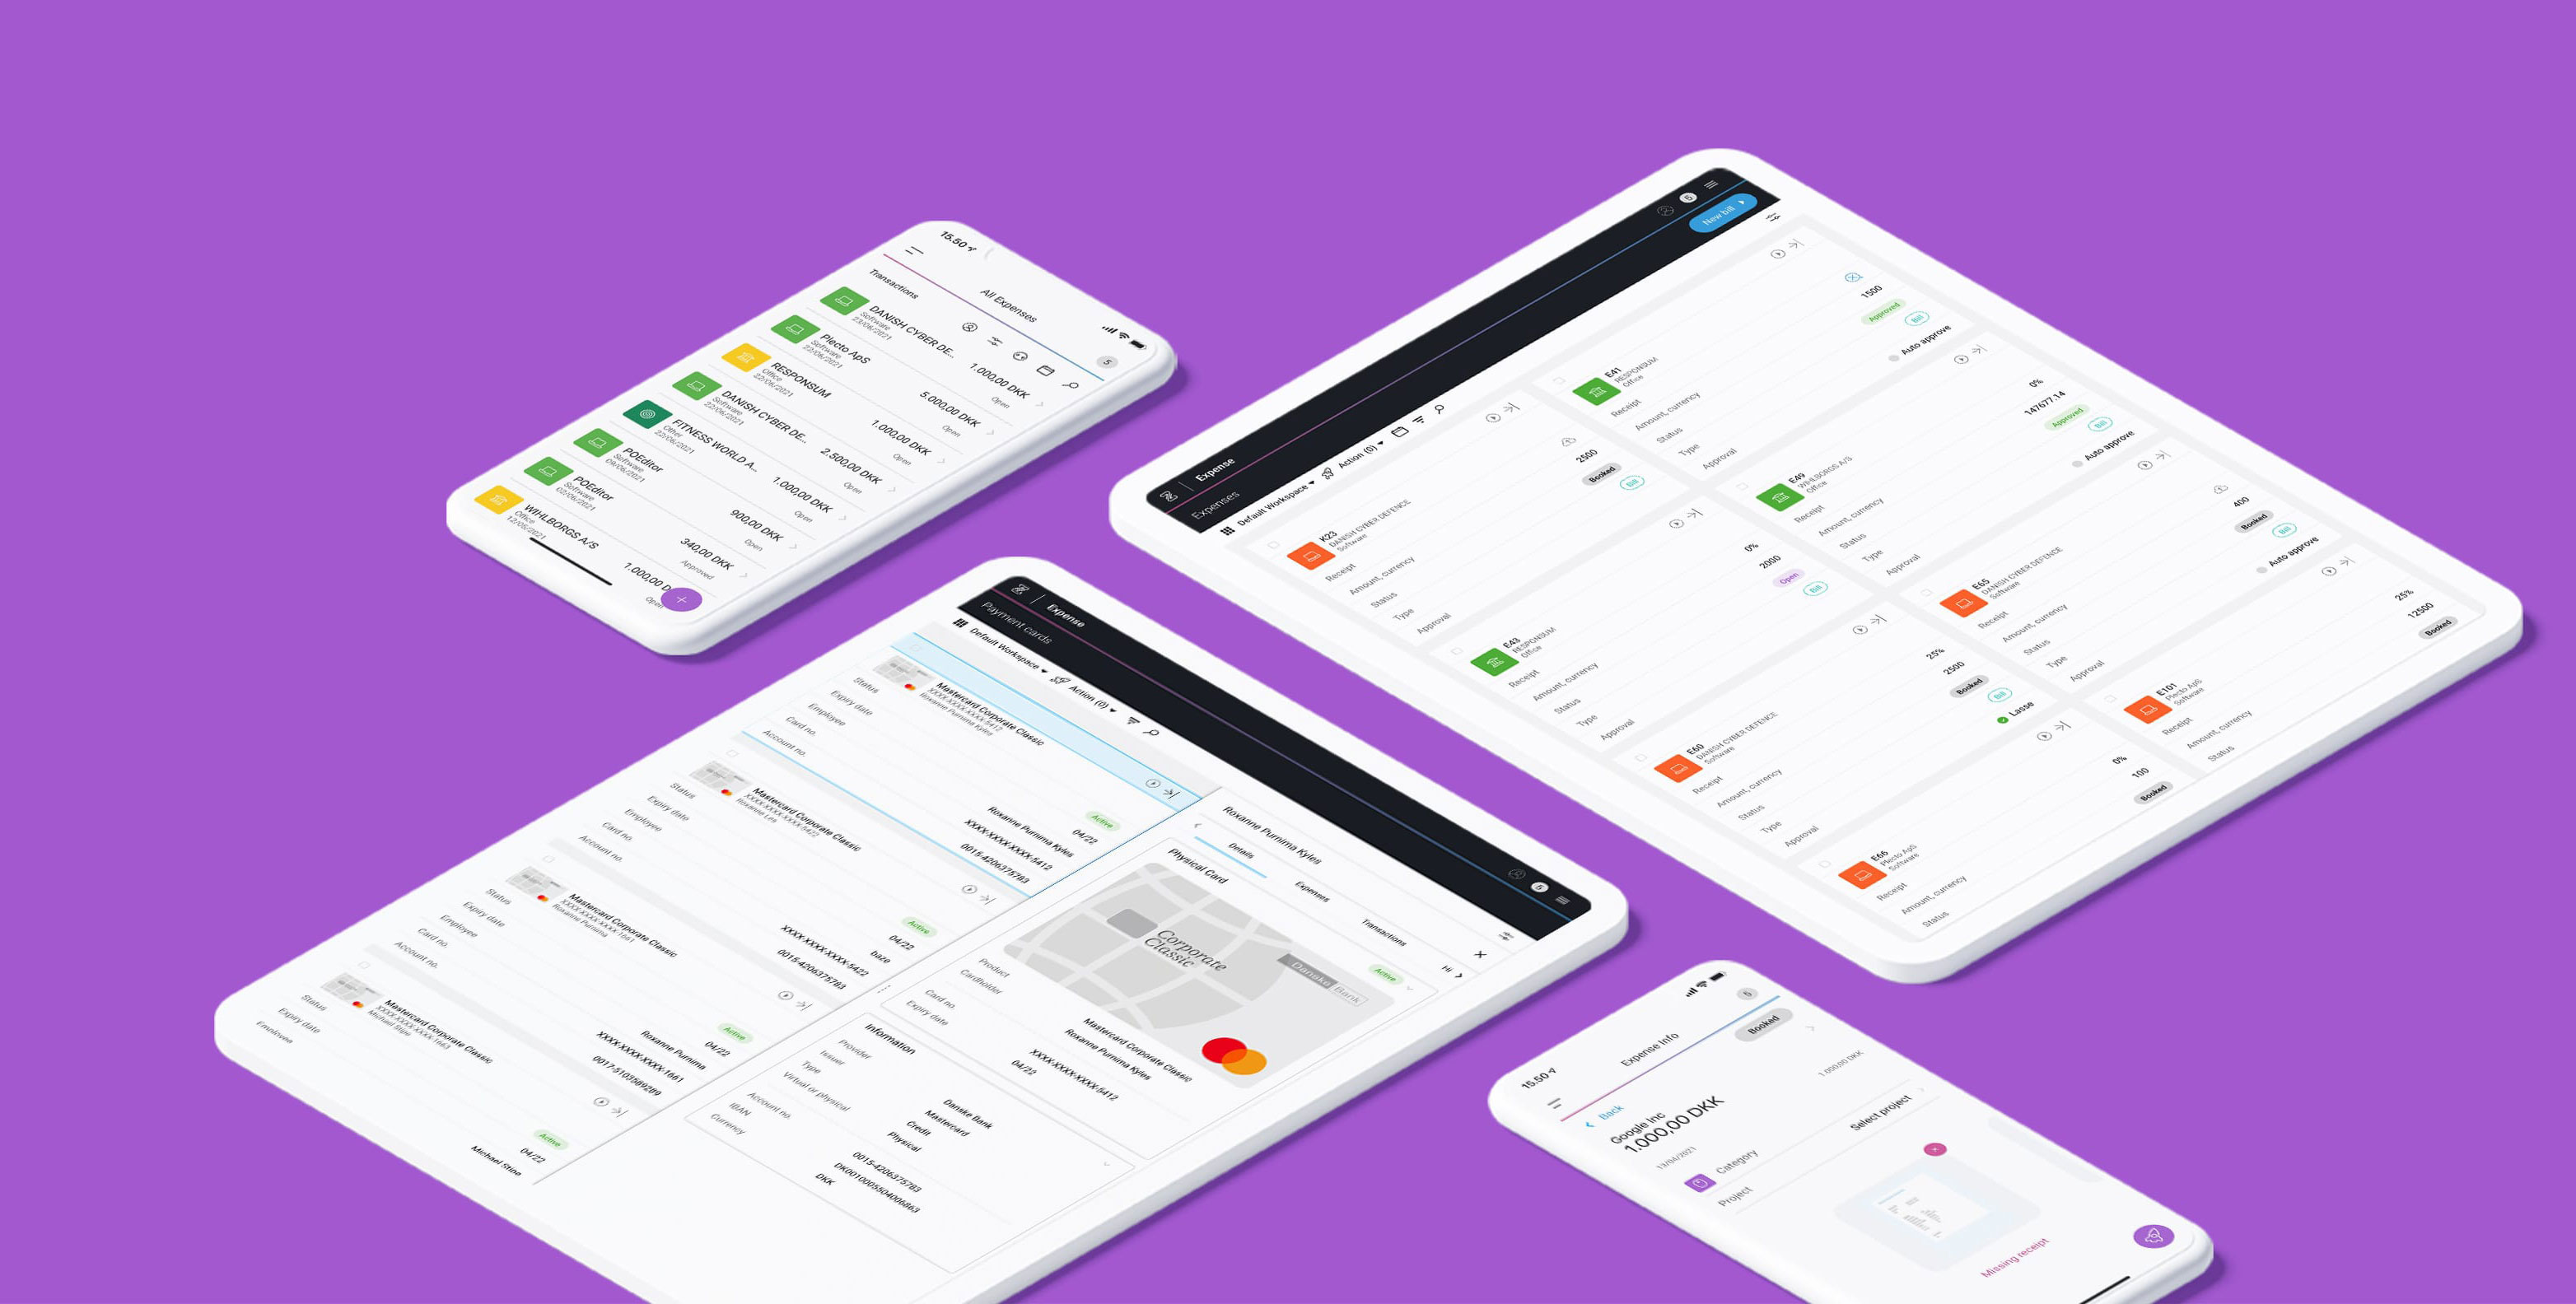 15.50
All Expenses
5
Transactions
DANISH CYBER DE...
Software
23/06/2021
1.000,00 DKK
Open
Plecto ApS
Software
22/06/2021
5.000,00 DKK
Open
RESPONSUM
Office
22/06/2021
1.000,00 DKK
Open
DANISH CYBER DE...
Software
22/06/2021
2.500,00 DKK
Open
FITNESS WORLD A...
Other
22/06/2021
1.000,00 DKK
Open
POEditor
Software
09/06/2021
900,00 DKK
Open
POEditor
Software
02/06/2021
340,00 DKK
Approved
WIHLBORGS A/S
Office
12/05/2021
1.000,00 D
Open
Expense
5
Expenses
New bill
Default Workspace
Action (0)
K23
DANISH CYBER DEFENCE
Software
Receipt
Amount, currency
2500
Status
Booked
Type
Bill
Approval
E41
RESPONSUM
Office
Receipt
Amount, currency
1500
Status
Approved
Type
Bill
Approval
Auto approve
E43
RESPONSUM
Office
Receipt
0%
Amount, currency
2000
Status
Open
Type
Bill
Approval
E49
WIHLBORGS A/S
Office
Receipt
0%
Amount, currency
147677.14
Status
Approved
Type
Bill
Approval
Auto approve
E60
DANISH CYBER DEFENCE
Software
Receipt
25%
Amount, currency
2500
Status
Booked
Type
Bill
Approval
Lasse
E65
DANISH CYBER DEFENCE
Software
Receipt
Amount, currency
400
Status
Booked
Type
Bill
Approval
Auto approve
E66
Plecto ApS
Software
Receipt
0%
Amount, currency
100
Status
Booked
E101
Plecto ApS
Software
Receipt
25%
Amount, currency
12500
Status
Booked
Expense
5
Payment cards
Default Workspace
Action (0)
Mastercard Corporate Classic
XXXX-XXXX-XXXX-5412
Roxanne Purnima Kyles
Status
Active
Expiry date
04/22
Employee
Roxanne Purnima Kyles
Card no.
XXXX-XXXX-XXXX-5412
Account no.
0015-4206375783
Mastercard Corporate Classic
XXXX-XXXX-XXXX-5422
Roxanne Les
Status
Active
Expiry date
04/22
Employee
baze
Card no.
XXXX-XXXX-XXXX-5422
Account no.
0015-4206375783
Mastercard Corporate Classic
XXXX-XXXX-XXXX-1661
Roxanne Purnima
Status
Active
Expiry date
04/22
Employee
Roxanne Purnima
Card no.
XXXX-XXXX-XXXX-1661
Account no.
0017-5103589289
Mastercard Corporate Classic
XXXX-XXXX-XXXX-1663
Michael Stipe
Status
Active
Expiry date
04/22
Employee
Michael Stipe
Roxanne Purnima Kyles
Details
Expenses
Transactions
Hi
Physical Card
Active
Corporate
Classic
Danske Bank
Product
Mastercard Corporate Classic
Cardholder
Roxanne Purnima Kyles
Card no.
XXXX-XXXX-XXXX-5412
Expiry date
04/22
Information
Provider
Danske Bank
Issuer
Mastercard
Type
Credit
Virtual or physical
Physical
Account no.
0015-4206375783
IBAN
Currency
DKK
15.50
Expense Info
5
Back
Booked
Google Inc
1.000,00 DKK
13/04/2021
1.000,00 DKK
Category
Project
Select project
Missing receipt